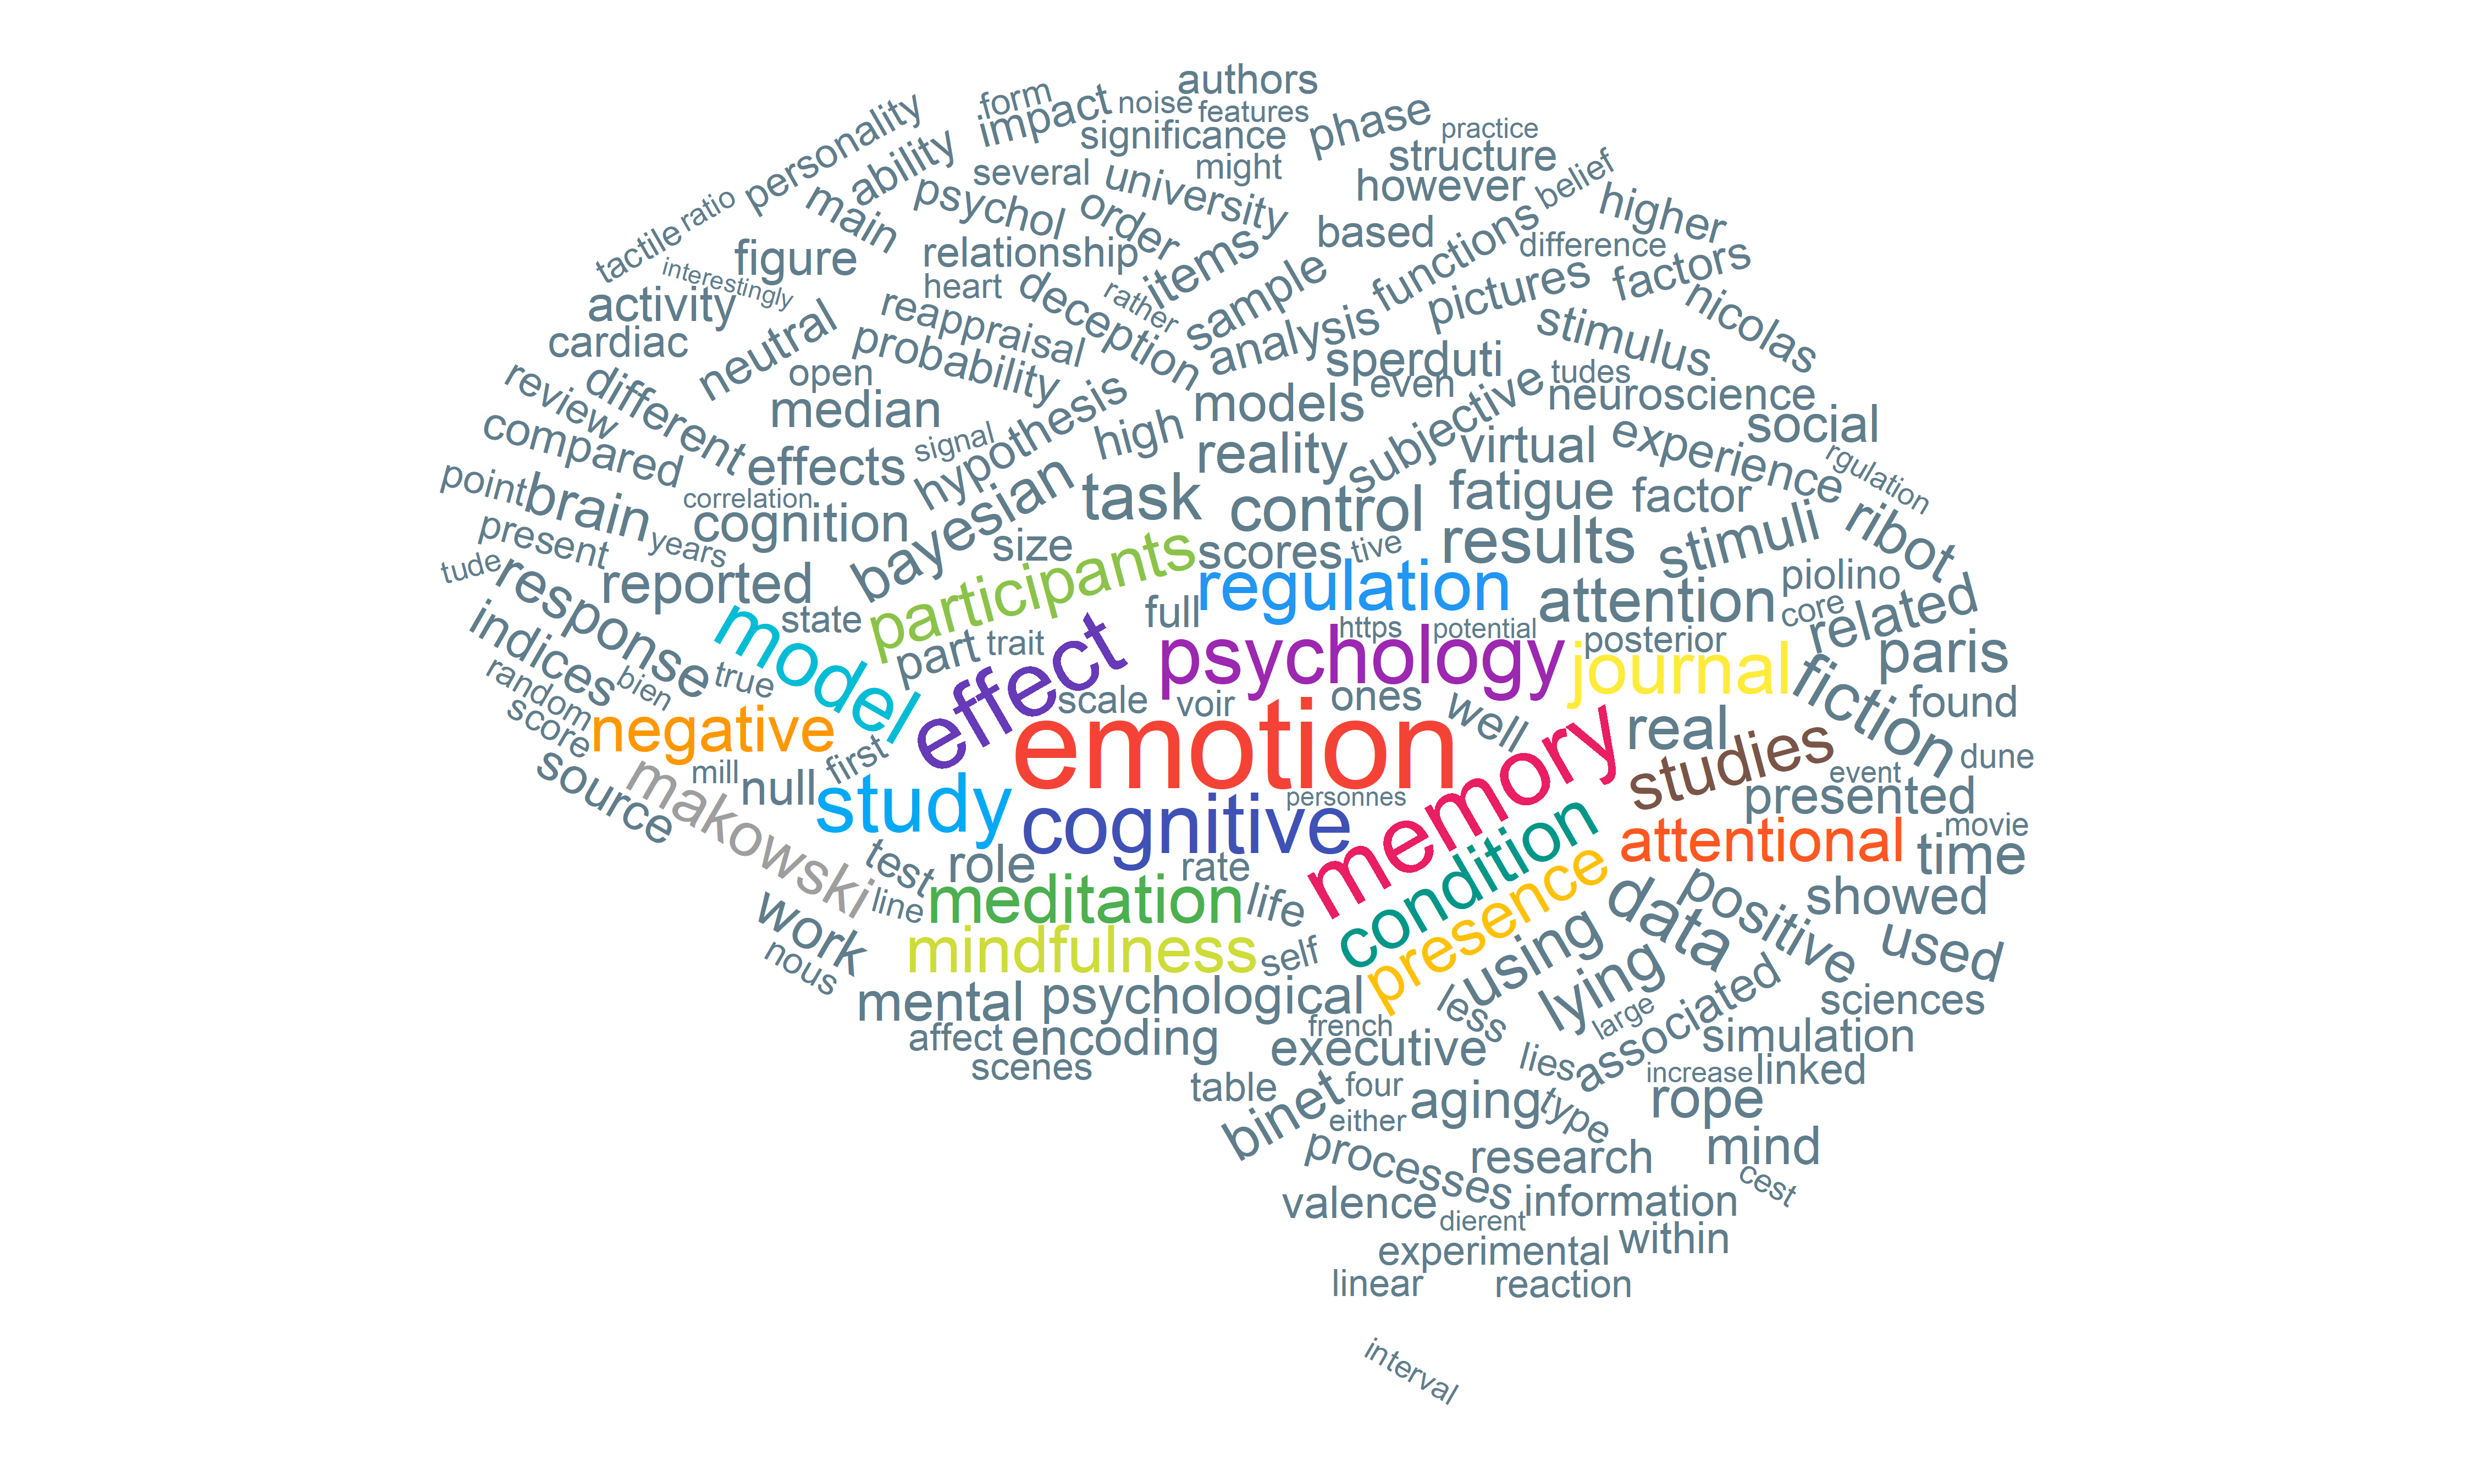 authors
form
impact
noise
features
personality
ability
significance
phase
practice
structure
several
might
belief
university
however
psychol
main
order
higher
tactile
ratio
figure
relationship
items
based
functions
difference
interestingly
heart
rather
sample
pictures
factors
activity
neutral
reappraisal
deception
analysis
stimulus
nicolas
cardiac
probability
sperduti
tudes
review
different
open
even
median
hypothesis
models
subjective
neuroscience
social
compared
effects
signal
high
reality
virtual
experience
rgulation
point
brain
correlation
cognition
bayesian
task
control
fatigue
factor
present
years
size
scores
tive
results
stimuli
ribot
tude
response
reported
participants
regulation
attention
piolino
core
related
state
full
https
potential
posterior
indices
model
part
trait
effect
psychology
journal
paris
random
bien
true
scale
voir
ones
well
fiction
found
score
negative
first
emotion
memory
real
studies
dune
source
mill
null
study
personnes
event
presented
makowski
cognitive
condition
attentional
movie
test
role
rate
time
line
meditation
life
presence
data
positive
showed
work
mindfulness
self
using
used
nous
mental
psychological
less
lying
associated
sciences
affect
encoding
french
large
simulation
scenes
executive
lies
increase
linked
table
binet
four
aging
type
rope
either
processes
research
mind
valence
information
cest
dierent
experimental
within
linear
reaction
interval